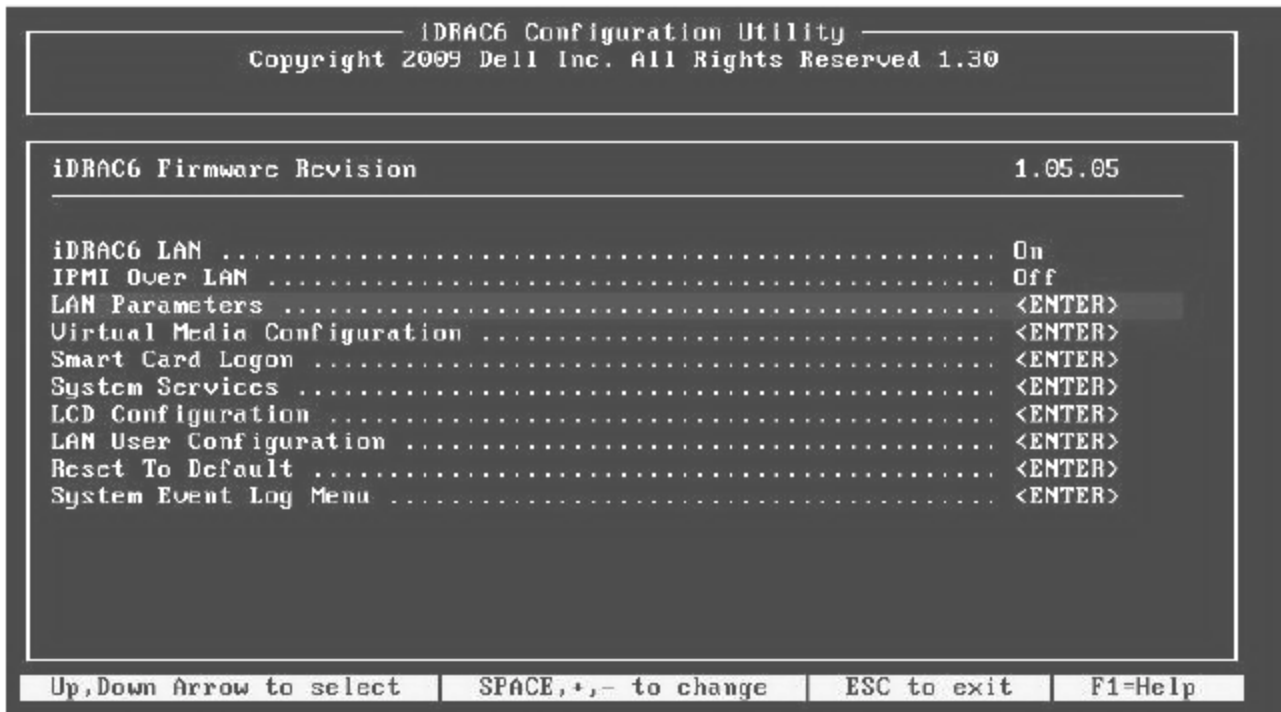 iDRAC6 Configuration Utility
Copyright 2009 Dell Inc. All Rights Reserved 1.30
iDRAC6 Firmware Revision 1.05.05
iDRAC6 LAN .................................................. On
IPMI Over LAN ............................................... Off
LAN Parameters .............................................. <ENTER>
Virtual Media Configuration ................................. <ENTER>
Smart Card Logon ............................................ <ENTER>
System Services ............................................. <ENTER>
LCD Configuration ........................................... <ENTER>
LAN User Configuration ...................................... <ENTER>
Reset To Default ............................................ <ENTER>
System Event Log Menu ....................................... <ENTER>
Up,Down Arrow to select | SPACE,+,- to change | ESC to exit | F1=Help